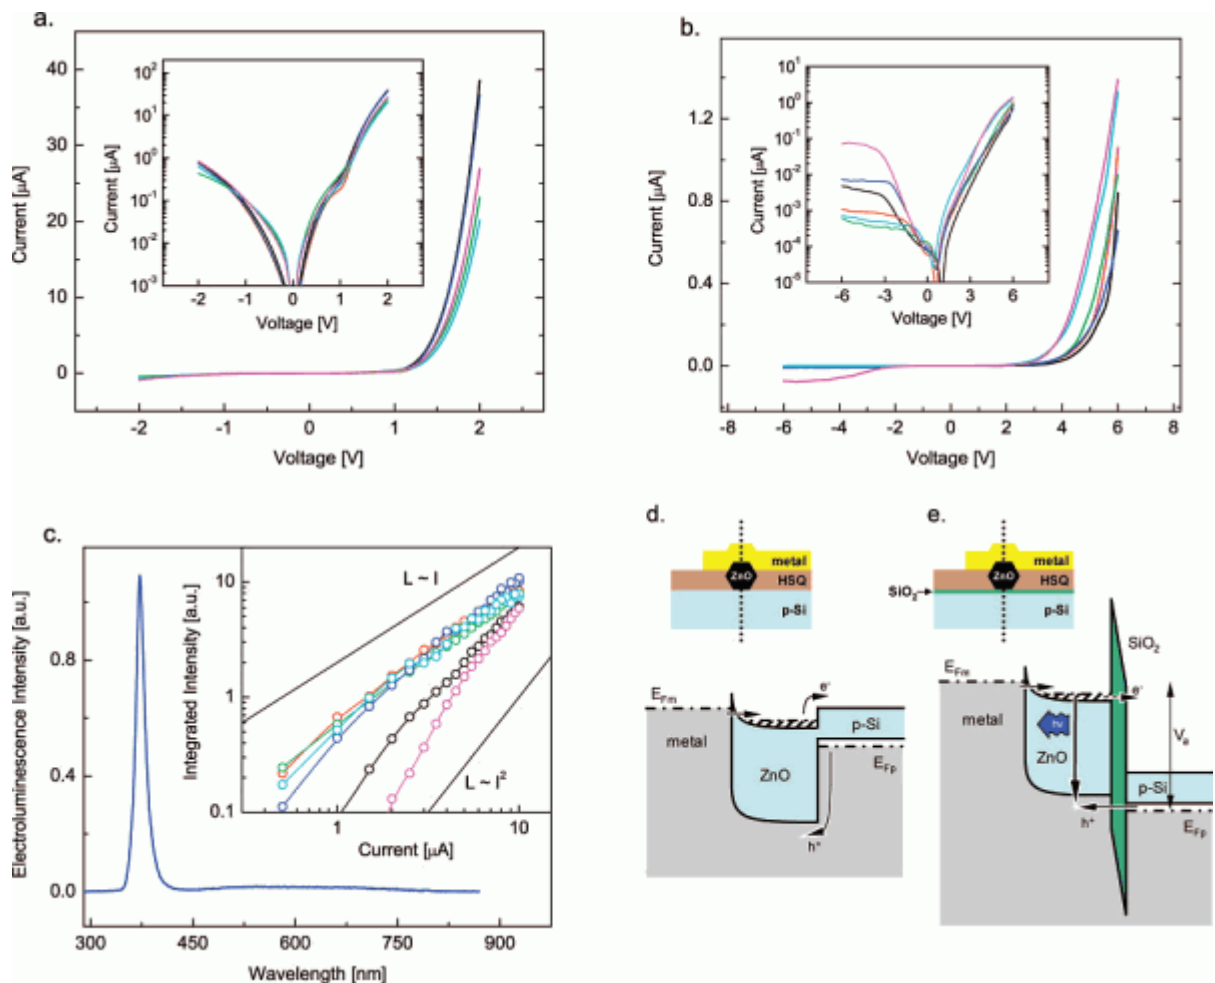 a.
Current [µA]
40
30
20
10
0
-2
-1
0
1
2
Voltage [V]
Current [µA]
10²
10¹
10⁰
10⁻¹
10⁻²
10⁻³
-2
-1
0
1
2
Voltage [V]
b.
Current [µA]
1.2
0.8
0.4
0.0
-8
-6
-4
-2
0
2
4
6
8
Voltage [V]
Current [µA]
10¹
10⁰
10⁻¹
10⁻²
10⁻³
10⁻⁴
10⁻⁵
-6
-3
0
3
6
Voltage [V]
c.
Electroluminescence Intensity [a.u.]
0.8
0.4
0.0
300
450
600
750
900
Wavelength [nm]
Integrated Intensity [a.u.]
10
1
0.1
1
10
Current [µA]
L ~ I
L ~ I²
d.
metal
ZnO
HSQ
p-Si
E_Fm
e⁻
metal
p-Si
ZnO
E_Fp
h⁺
e.
metal
ZnO
HSQ
SiO₂
p-Si
SiO₂
E_Fm
e⁻
metal
hν
V_a
ZnO
p-Si
h⁺
E_Fp